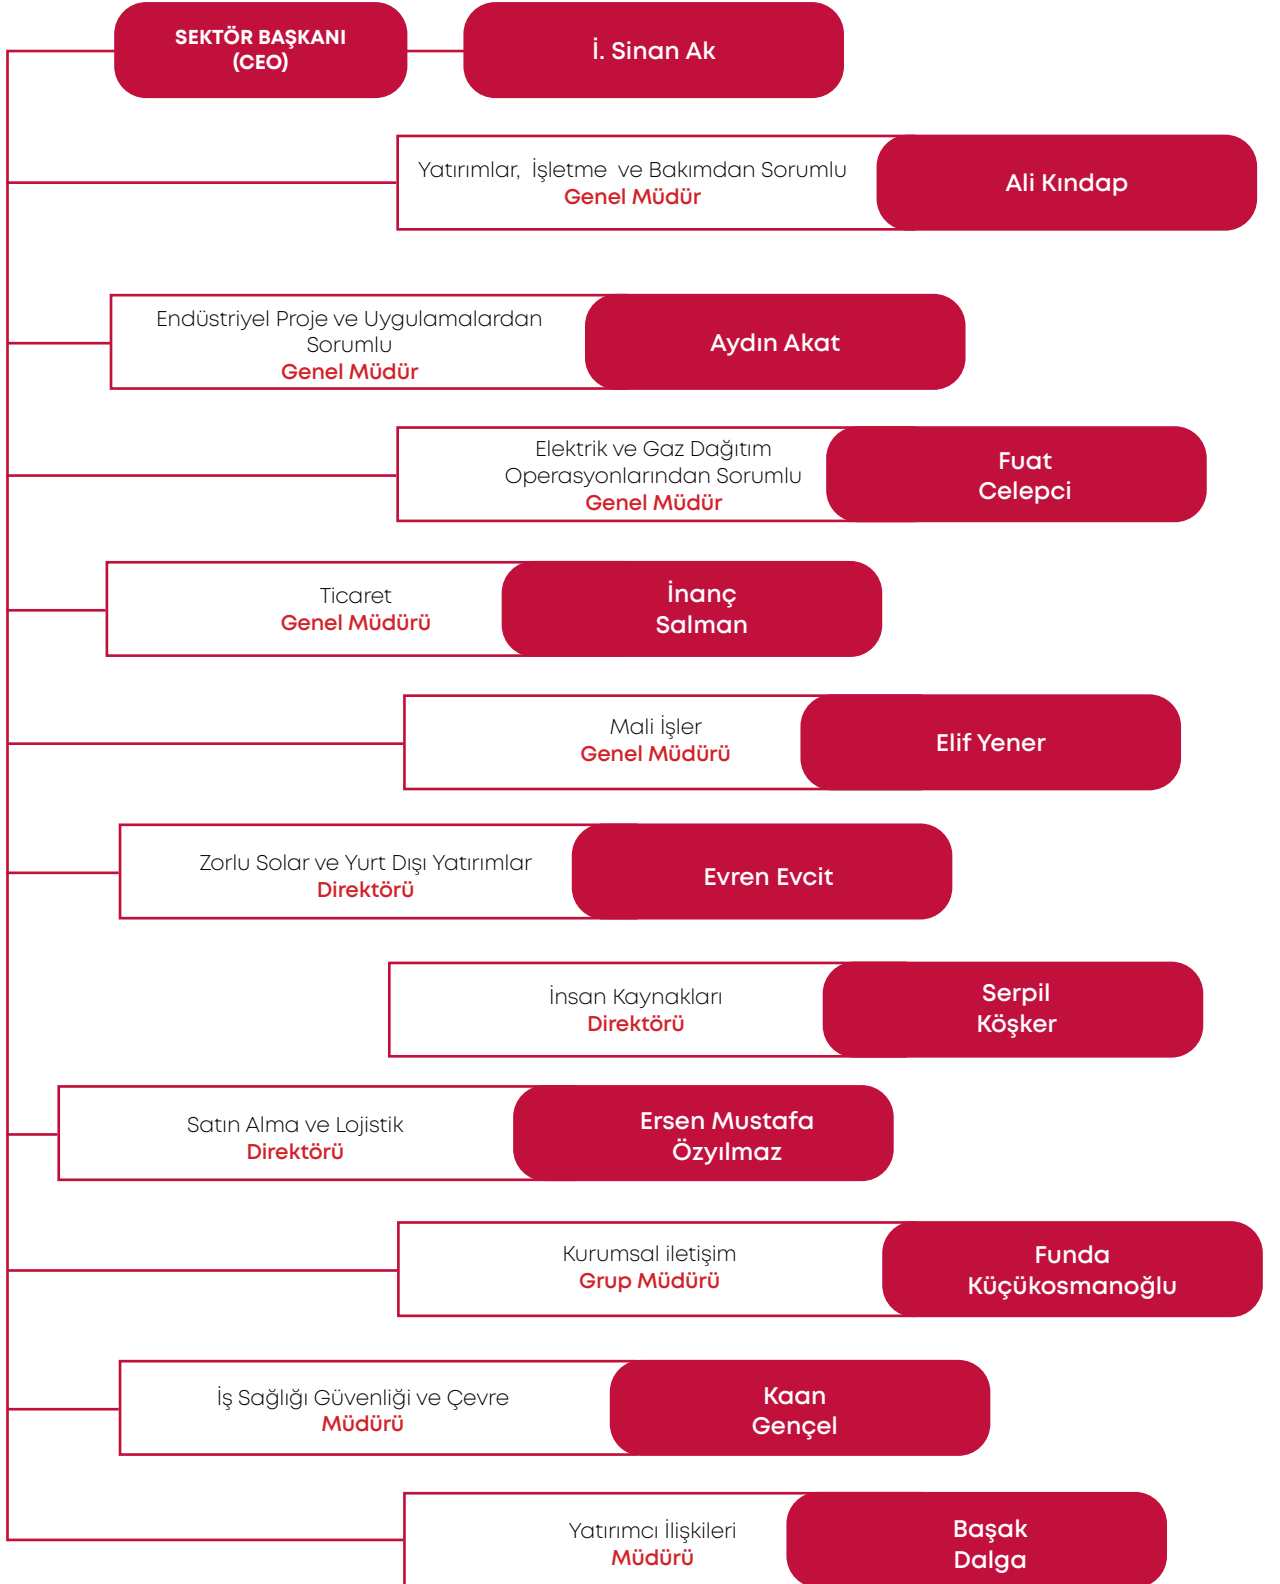 SEKTÖR BAŞKANI
(CEO)
İ. Sinan Ak
Yatırımlar, İşletme ve Bakımdan Sorumlu
Genel Müdür
Ali Kındap
Endüstriyel Proje ve Uygulamalardan
Sorumlu
Genel Müdür
Aydın Akat
Elektrik ve Gaz Dağıtım
Operasyonlarından Sorumlu
Genel Müdür
Fuat
Celepci
Ticaret
Genel Müdürü
İnanç
Salman
Mali İşler
Genel Müdürü
Elif Yener
Zorlu Solar ve Yurt Dışı Yatırımlar
Direktörü
Evren Evcit
İnsan Kaynakları
Direktörü
Serpil
Köşker
Satın Alma ve Lojistik
Direktörü
Ersen Mustafa
Özyılmaz
Kurumsal iletişim
Grup Müdürü
Funda
Küçükosmanoğlu
İş Sağlığı Güvenliği ve Çevre
Müdürü
Kaan
Gençel
Yatırımcı İlişkileri
Müdürü
Başak
Dalga